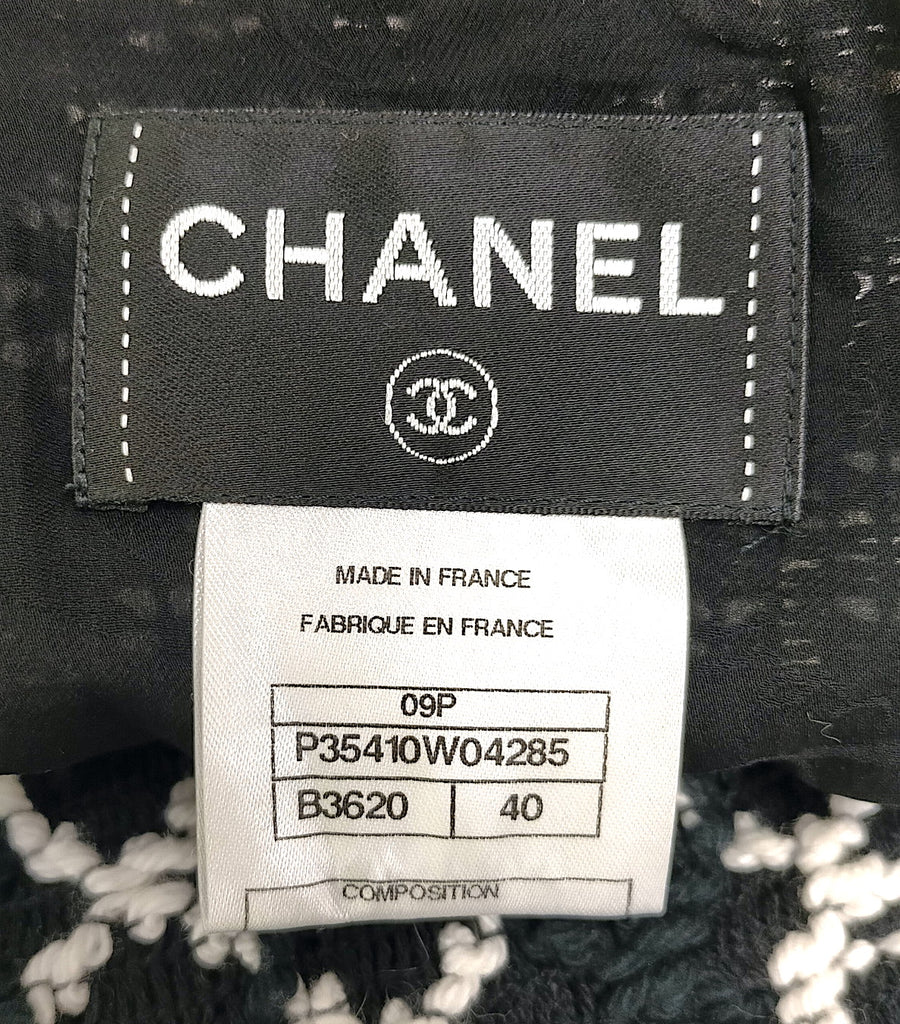 CHANEL
MADE IN FRANCE
FABRIQUE EN FRANCE
09P
P35410W04285
B3620 40
COMPOSITION